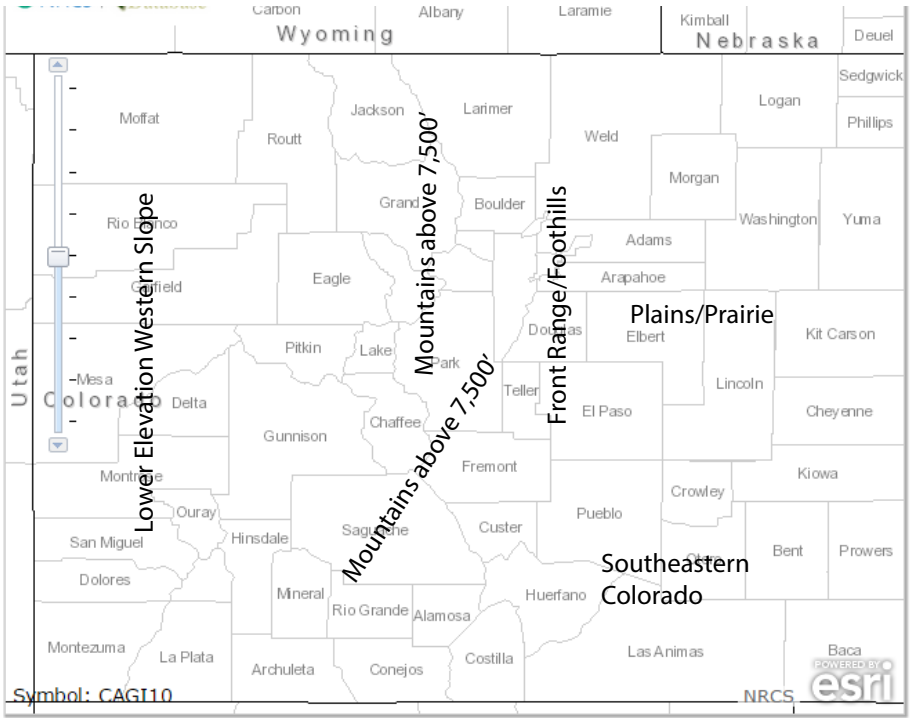 Database
Carbon
Albany
Laramie
Kimball
Wyoming
Nebraska
Deuel
Sedgwick
Logan
Moffat
Jackson
Larimer
Phillips
Routt
Weld
Morgan
Rio Blanco
Grand
Boulder
Washington
Yuma
Adams
Eagle
Arapahoe
Garfield
Mountains above 7,500'
Front Range/Foothills
Lower Elevation Western Slope
Plains/Prairie
Douglas
Elbert
Kit Carson
Pitkin
Lake
Park
Utah
Mesa
Colorado
Delta
Teller
Lincoln
El Paso
Cheyenne
Chaffee
Gunnison
Mountains above 7,500'
Fremont
Montrose
Kiowa
Crowley
Ouray
Pueblo
Saguache
Custer
San Miguel
Hinsdale
Otero
Bent
Prowers
Southeastern
Colorado
Dolores
Mineral
Huerfano
Rio Grande
Alamosa
Montezuma
La Plata
Archuleta
Conejos
Costilla
Las Animas
Baca
POWERED BY
esri
Symbol: CAGI10
NRCS